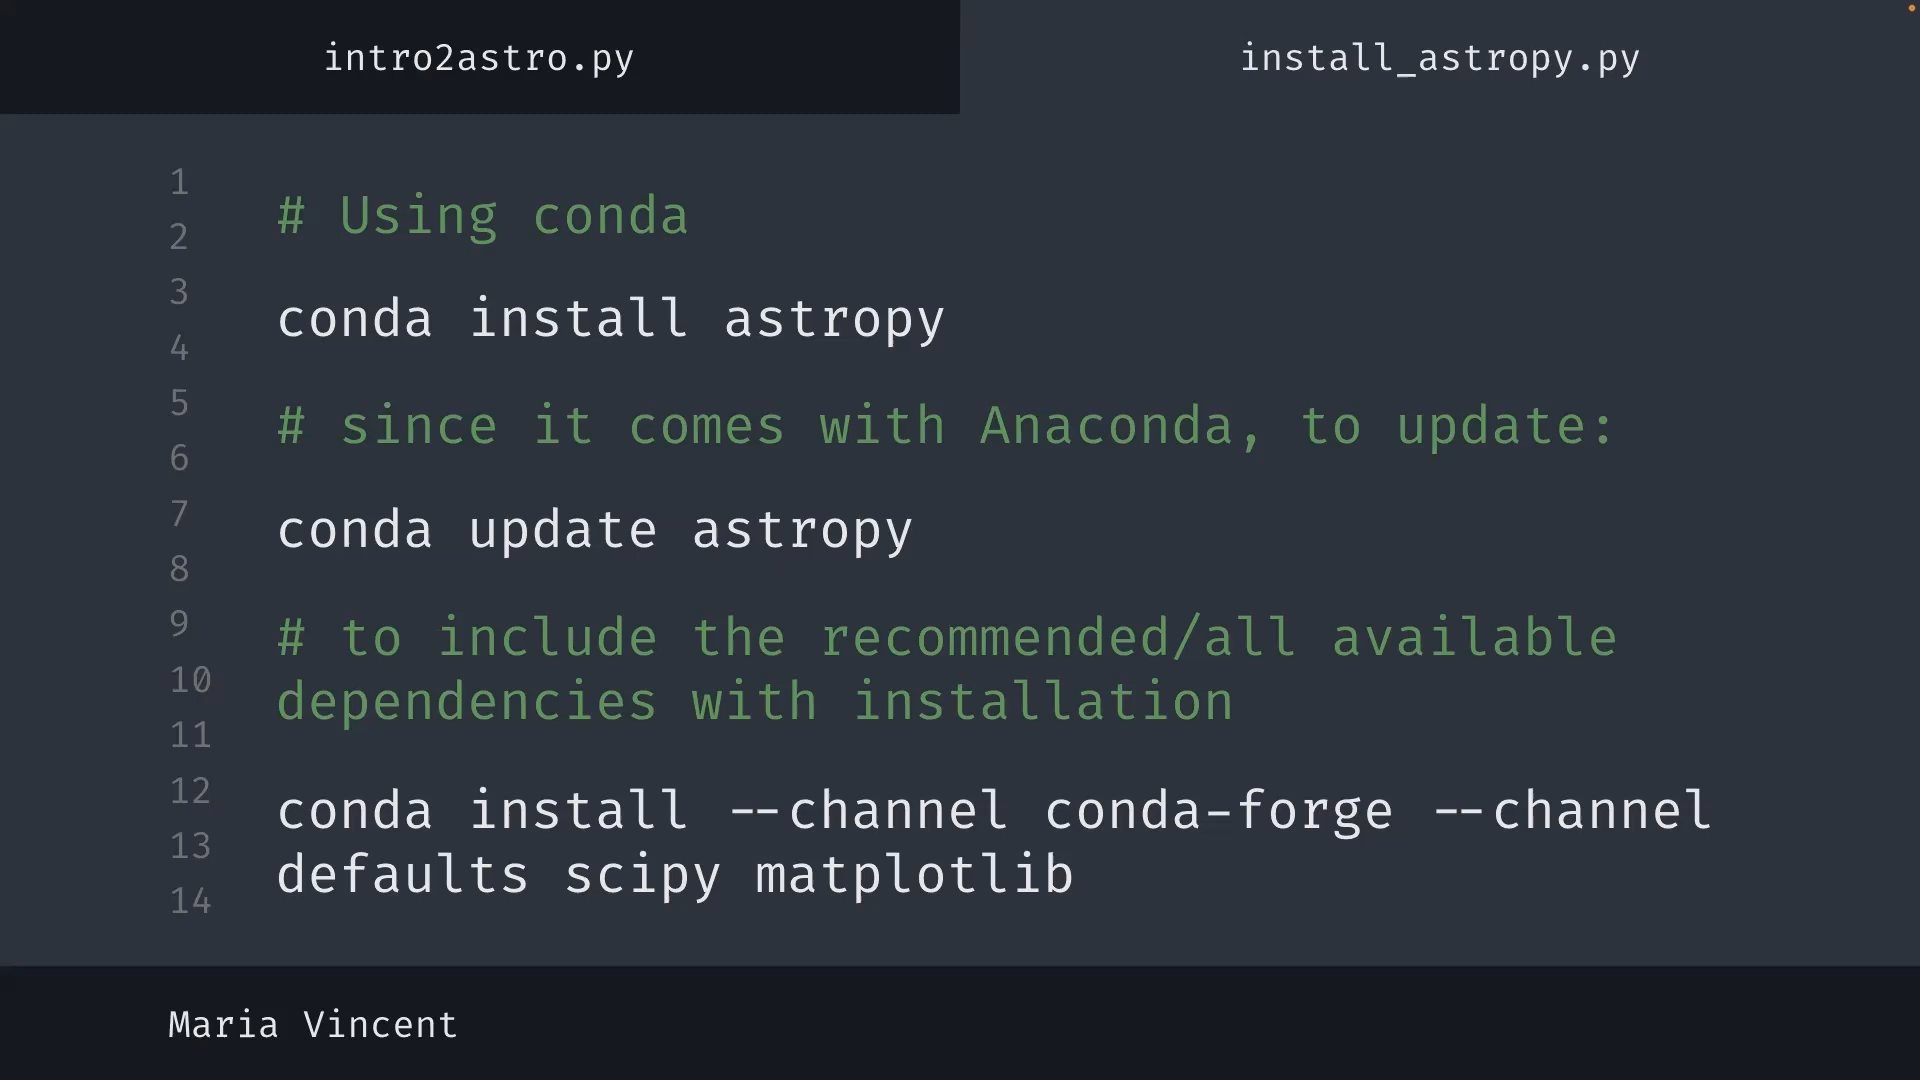 intro2astro.py
install_astropy.py
1
2
3
4
5
6
7
8
9
10
11
12
13
14
# Using conda
conda install astropy
# since it comes with Anaconda, to update:
conda update astropy
# to include the recommended/all available
dependencies with installation
conda install --channel conda-forge --channel
defaults scipy matplotlib
Maria Vincent